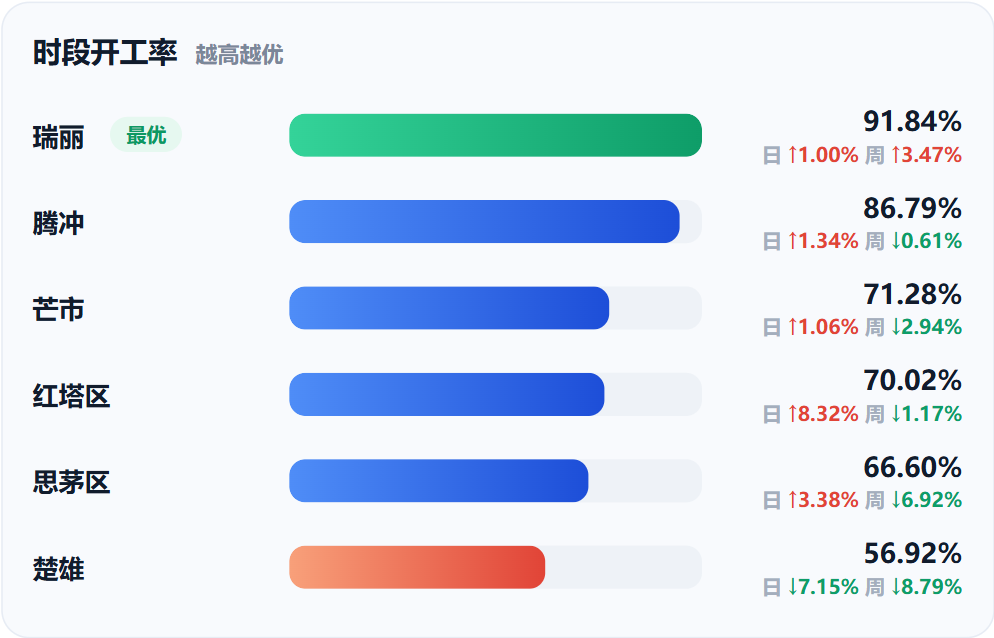 时段开工率 越高越优
瑞丽 最优 91.84%
日 ↑1.00% 周 ↑3.47%
腾冲 86.79%
日 ↑1.34% 周 ↓0.61%
芒市 71.28%
日 ↑1.06% 周 ↓2.94%
红塔区 70.02%
日 ↑8.32% 周 ↓1.17%
思茅区 66.60%
日 ↑3.38% 周 ↓6.92%
楚雄 56.92%
日 ↓7.15% 周 ↓8.79%